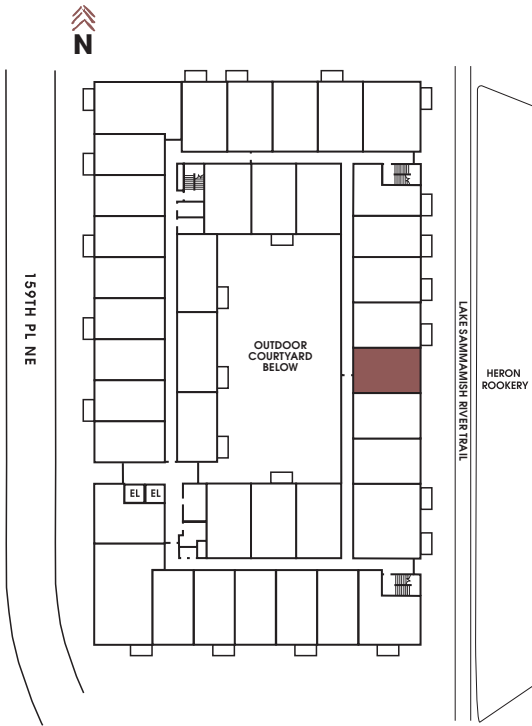 N
159TH PL NE
OUTDOOR
COURTYARD
BELOW
LAKE SAMMAMISH RIVER TRAIL
HERON
ROOKERY
EL
EL